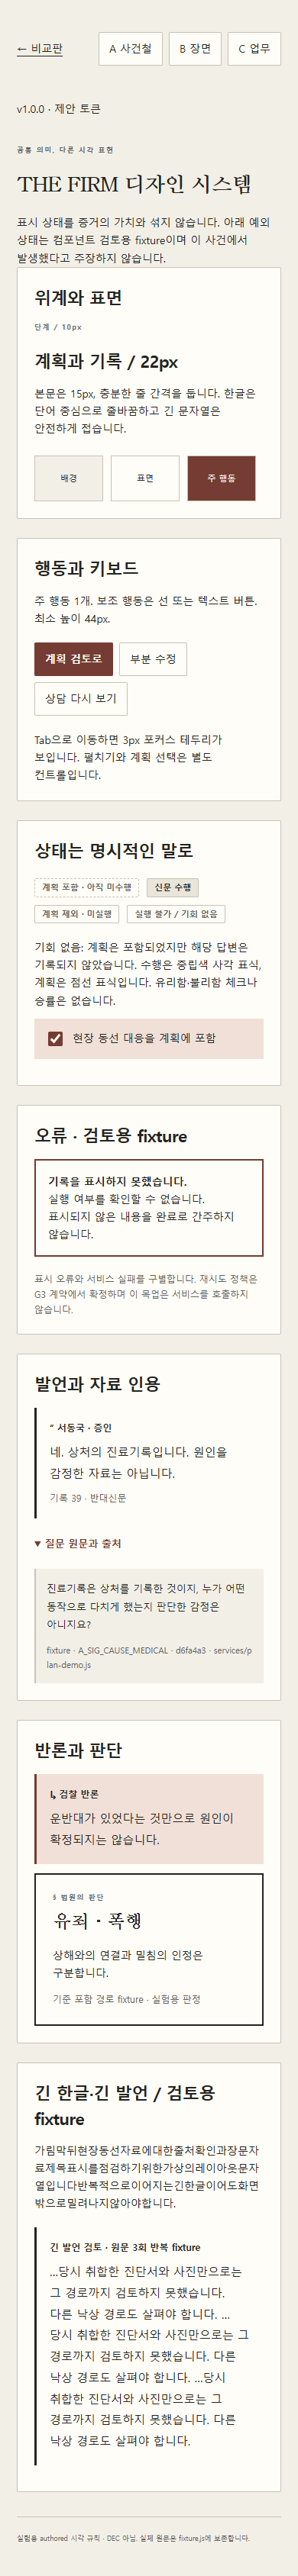 ← 비교판
A 사건철
B 장면
C 업무
v1.0.0 · 제안 토큰
공통 의미, 다른 시각 표현
THE FIRM 디자인 시스템
표시 상태를 증거의 가치와 섞지 않습니다. 아래 예외
상태는 컴포넌트 검토용 fixture이며 이 사건에서
발생했다고 주장하지 않습니다.
위계와 표면
단계 / 10px
계획과 기록 / 22px
본문은 15px, 충분한 줄 간격을 둡니다. 한글은
단어 중심으로 줄바꿈하고 긴 문자열은
안전하게 접습니다.
배경
표면
주 행동
행동과 키보드
주 행동 1개. 보조 행동은 선 또는 텍스트 버튼.
최소 높이 44px.
계획 검토로
부분 수정
상담 다시 보기
Tab으로 이동하면 3px 포커스 테두리가
보입니다. 펼치기와 계획 선택은 별도
컨트롤입니다.
상태는 명시적인 말로
계획 포함 · 아직 미수행
신문 수행
계획 제외 · 미실행
실행 불가 / 기회 없음
기회 없음: 계획은 포함되었지만 해당 답변은
기록되지 않았습니다. 수행은 중립색 사각 표식,
계획은 점선 표식입니다. 유리함·불리함 체크나
승률은 없습니다.
현장 동선 대응을 계획에 포함
오류 · 검토용 fixture
기록을 표시하지 못했습니다.
실행 여부를 확인할 수 없습니다.
표시되지 않은 내용을 완료로 간주하지
않습니다.
표시 오류와 서비스 실패를 구별합니다. 재시도 정책은
G3 계약에서 확정하며 이 목업은 서비스를 호출하지
않습니다.
발언과 자료 인용
“ 서동국 · 증인
네. 상처의 진료기록입니다. 원인을
감정한 자료는 아닙니다.
기록 39 · 반대신문
▼ 질문 원문과 출처
진료기록은 상처를 기록한 것이지, 누가 어떤
동작으로 다치게 했는지 판단한 감정은
아니지요?
fixture · A_SIG_CAUSE_MEDICAL · d6fa4a3 · services/p
lan-demo.js
반론과 판단
↳ 검찰 반론
운반대가 있었다는 것만으로 원인이
확정되지는 않습니다.
§ 법원의 판단
유죄 · 폭행
상해와의 연결과 밀침의 인정은
구분합니다.
기준 포함 경로 fixture · 실험용 판정
긴 한글·긴 발언 / 검토용
fixture
가림막뒤현장동선자료에대한출처확인과장문자
료제목표시를점검하기위한가상의레이아웃문자
열입니다반복적으로이어지는긴한글이어도화면
밖으로밀려나지않아야합니다.
긴 발언 검토 · 원문 3회 반복 fixture
…당시 취합한 진단서와 사진만으로는
그 경로까지 검토하지 못했습니다.
다른 낙상 경로도 살펴야 합니다. …
당시 취합한 진단서와 사진만으로는 그
경로까지 검토하지 못했습니다. 다른
낙상 경로도 살펴야 합니다. …당시
취합한 진단서와 사진만으로는 그
경로까지 검토하지 못했습니다. 다른
낙상 경로도 살펴야 합니다.
실험용 authored 시각 규칙 · DEC 아님. 실제 원문은 fixture.js에 보존합니다.